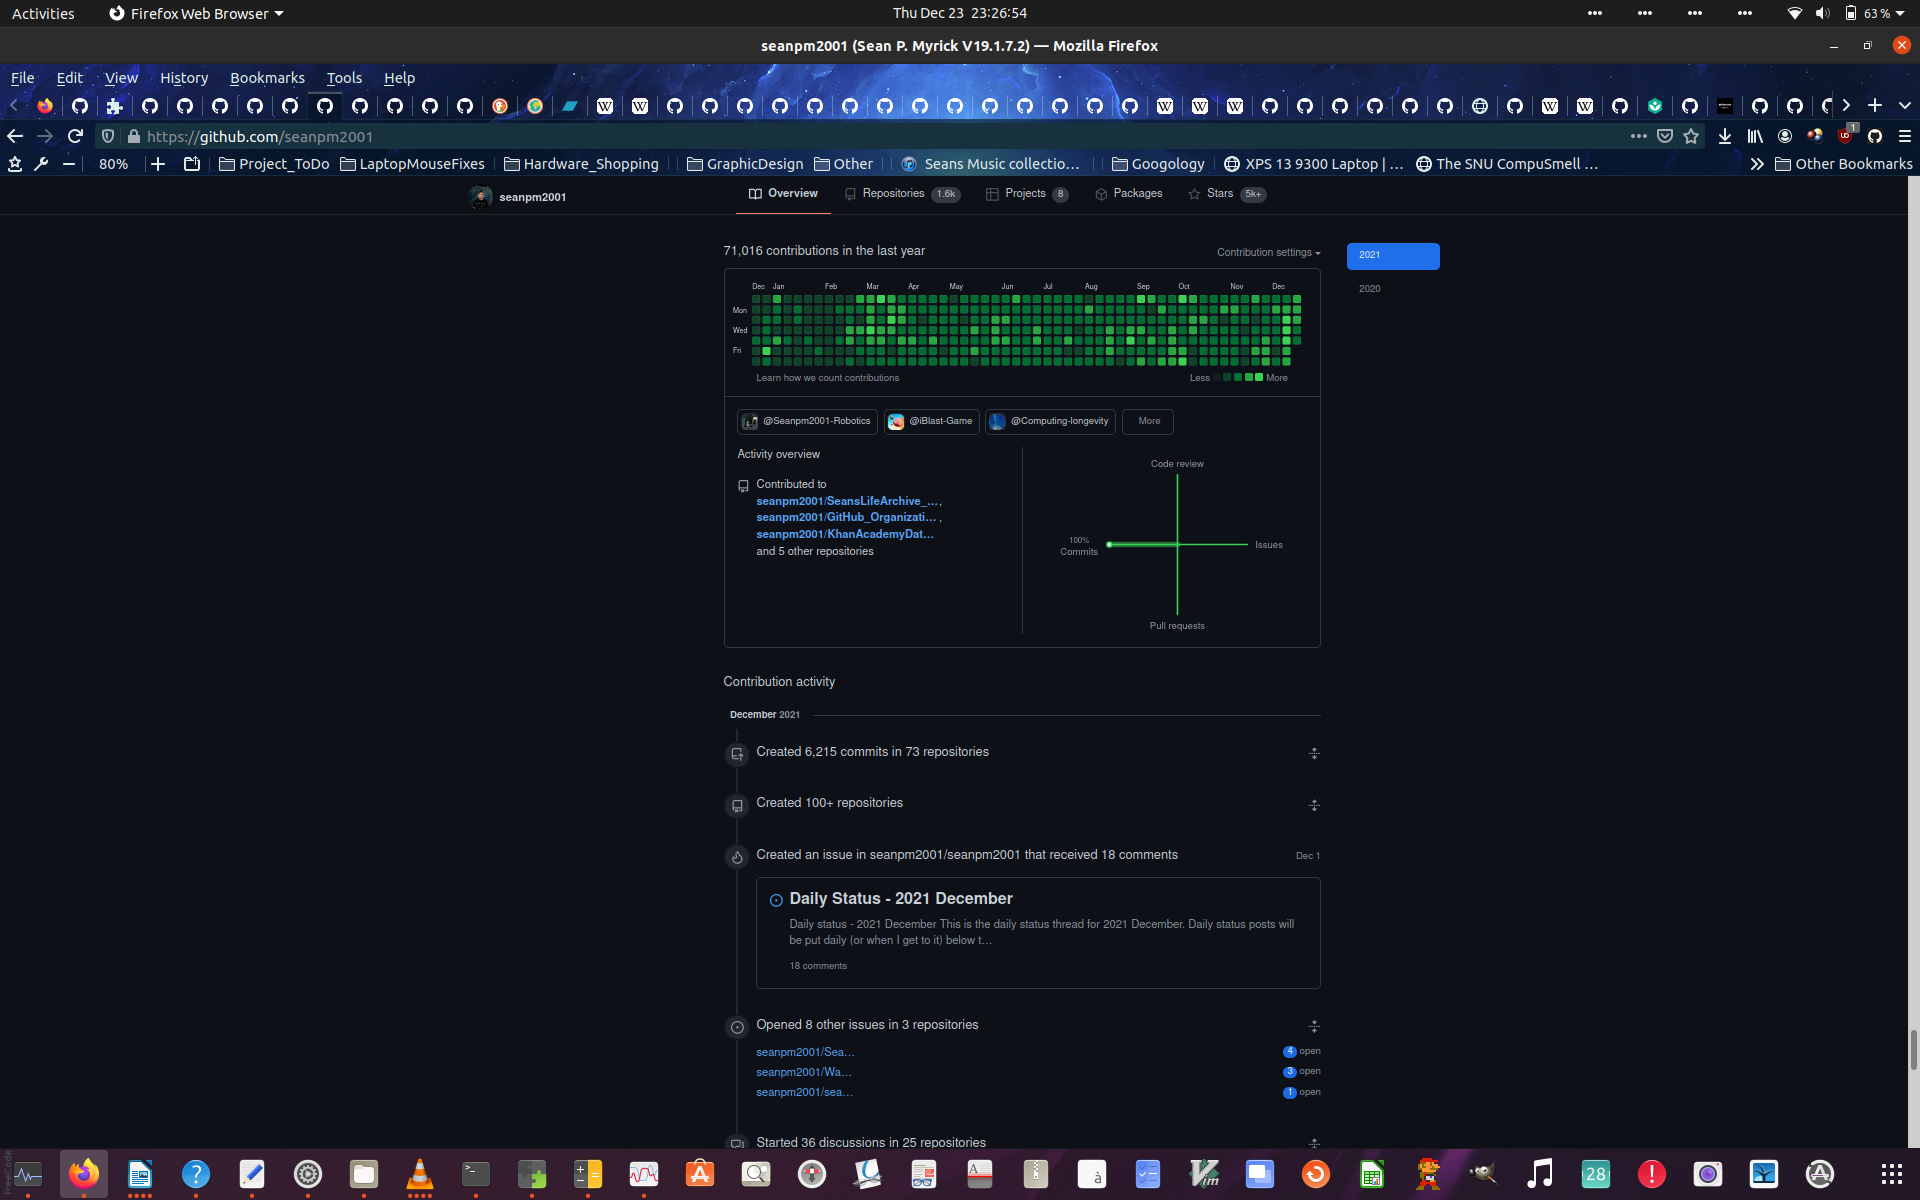 Activities
Firefox Web Browser
Thu Dec 23 23:26:54
63 %
seanpm2001 (Sean P. Myrick V19.1.7.2) — Mozilla Firefox
File Edit View History Bookmarks Tools Help
https://github.com/seanpm2001
1
80%
Project_ToDo
LaptopMouseFixes
Hardware_Shopping
GraphicDesign
Other
Seans Music collectio…
Googology
XPS 13 9300 Laptop | …
The SNU CompuSmell …
Other Bookmarks
seanpm2001
Overview
Repositories 1.6k
Projects 8
Packages
Stars 5k+
71,016 contributions in the last year
Contribution settings
2021
2020
Dec Jan Feb Mar Apr May Jun Jul Aug Sep Oct Nov Dec
Mon
Wed
Fri
Learn how we count contributions
Less More
@Seanpm2001-Robotics
@iBlast-Game
@Computing-longevity
More
Activity overview
Contributed to
seanpm2001/SeansLifeArchive_…,
seanpm2001/GitHub_Organizati… ,
seanpm2001/KhanAcademyDat…
and 5 other repositories
Code review
100%
Commits
Issues
Pull requests
Contribution activity
December 2021
Created 6,215 commits in 73 repositories
Created 100+ repositories
Created an issue in seanpm2001/seanpm2001 that received 18 comments
Dec 1
Daily Status - 2021 December
Daily status - 2021 December This is the daily status thread for 2021 December. Daily status posts will
be put daily (or when I get to it) below t…
18 comments
Opened 8 other issues in 3 repositories
seanpm2001/Sea…
4 open
seanpm2001/Wa…
3 open
seanpm2001/sea…
1 open
Started 36 discussions in 25 repositories
28